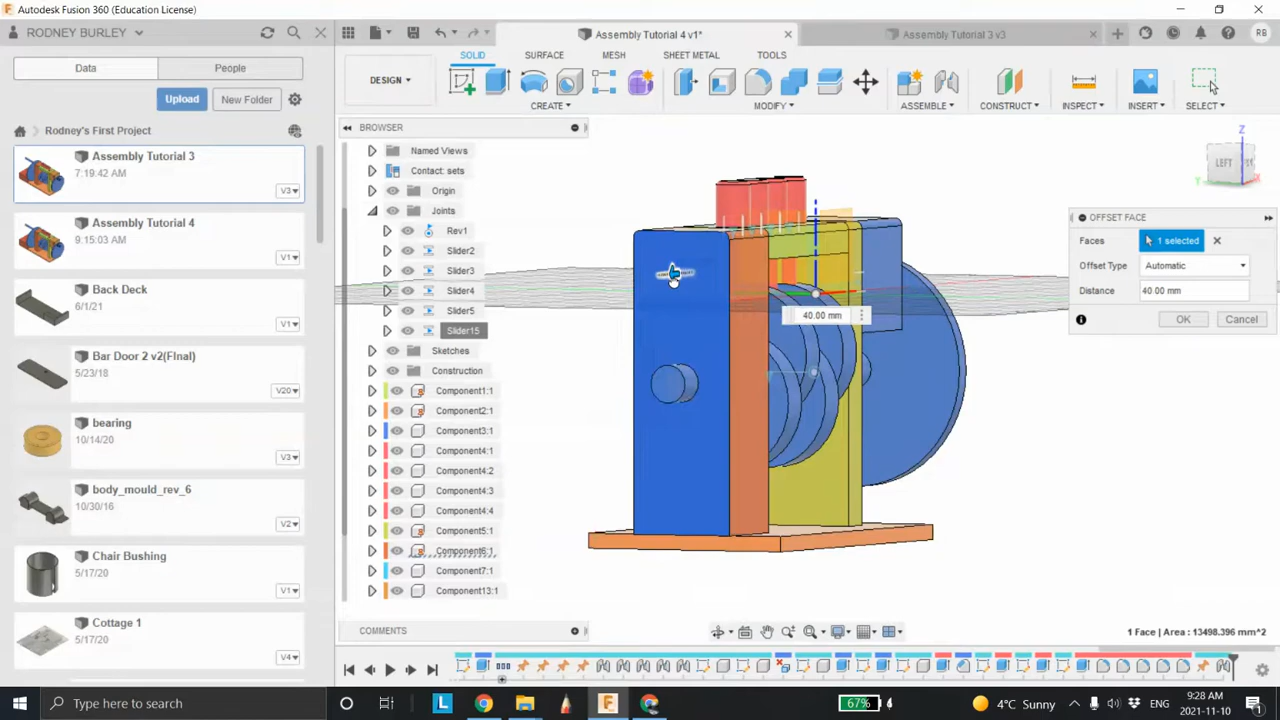 Autodesk Fusion 360 (Education License)
RODNEY BURLEY
Assembly Tutorial 4 v1*
Assembly Tutorial 3 v3
RB
Data
People
Upload
New Folder
Rodney's First Project
Assembly Tutorial 3
7:19:42 AM
V3
Assembly Tutorial 4
9:15:03 AM
V1
Back Deck
6/1/21
V1
Bar Door 2 v2(FInal)
5/23/18
V20
bearing
10/14/20
V3
body_mould_rev_6
10/30/16
V2
Chair Bushing
5/17/20
V1
Cottage 1
5/17/20
V4
DESIGN
SOLID
SURFACE
MESH
SHEET METAL
TOOLS
CREATE
MODIFY
ASSEMBLE
CONSTRUCT
INSPECT
INSERT
SELECT
BROWSER
Named Views
Contact: sets
Origin
Joints
Rev1
Slider2
Slider3
Slider4
Slider5
Slider15
Sketches
Construction
Component1:1
Component2:1
Component3:1
Component4:1
Component4:2
Component4:3
Component4:4
Component5:1
Component6:1
Component7:1
Component13:1
Z
LEFT
40.00 mm
OFFSET FACE
Faces
1 selected
Offset Type
Automatic
Distance
40.00 mm
OK
Cancel
COMMENTS
1 Face | Area : 13498.396 mm^2
Type here to search
67%
4°C Sunny
ENG
9:28 AM
2021-11-10